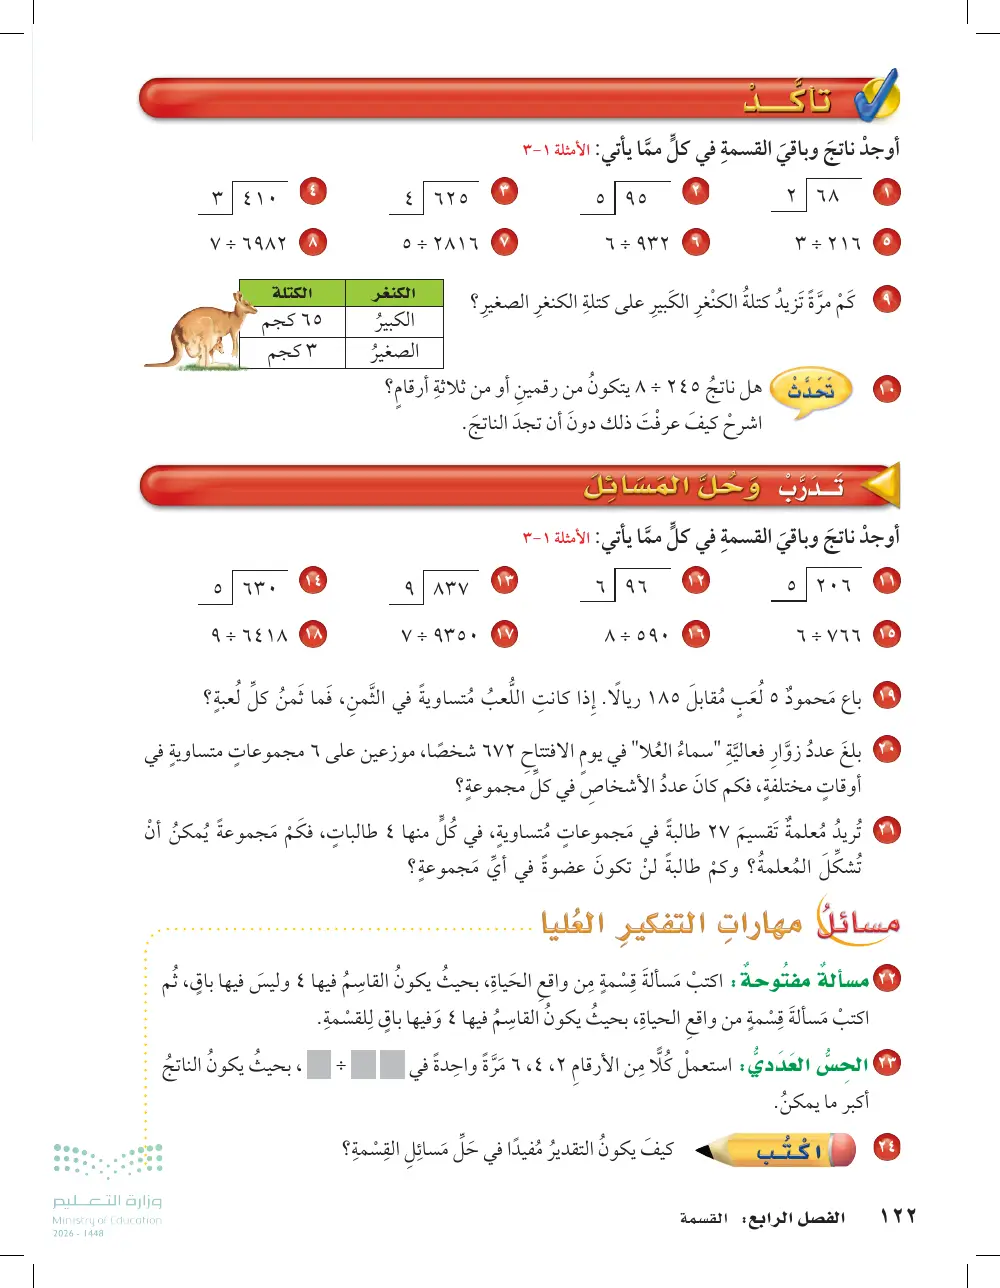 تأكَّدْ
أوجدْ ناتجَ وباقيَ القسمةِ في كلٍّ ممَّا يأتي: الأمثلة ١-٣
١ ٦٨ ٢ ٢ ٩٥ ٥ ٣ ٦٢٥ ٤ ٤ ٤١٠ ٣
٥ ٢١٦ ÷ ٣ ٦ ٩٣٢ ÷ ٦ ٧ ٢٨١٦ ÷ ٥ ٨ ٦٩٨٢ ÷ ٧
٩ كَمْ مرَّةً تَزيدُ كتلةُ الكنْغرِ الكَبيرِ على كتلةِ الكنغرِ الصغيرِ؟
الكنغر الكتلة
الكبيرُ ٦٥ كجم
الصغيرُ ٣ كجم
١٠ تَحَدَّثْ هل ناتجُ ٢٤٥ ÷ ٨ يتكونُ من رقمينِ أو من ثلاثةِ أرقامٍ؟
اشرحْ كيفَ عرفْتَ ذلك دونَ أن تجدَ الناتجَ.
تَـدَرَّبْ وَحُلَّ المَسَائِلَ
أوجدْ ناتجَ وباقيَ القسمةِ في كلٍّ ممَّا يأتي: الأمثلة ١-٣
١١ ٢٠٦ ٥ ١٢ ٩٦ ٦ ١٣ ٨٣٧ ٩ ١٤ ٦٣٠ ٥
١٥ ٧٦٦ ÷ ٦ ١٦ ٥٩٠ ÷ ٨ ١٧ ٩٣٥٠ ÷ ٧ ١٨ ٦٤١٨ ÷ ٩
١٩ باع مَحمودٌ ٥ لُعَبٍ مُقابلَ ١٨٥ ريالًا. إِذا كانتِ اللُّعبُ مُتساويةً في الثَّمنِ، فَما ثَمنُ كلِّ لُعبةٍ؟
٢٠ بلغَ عددُ زوَّارِ فعاليَّةِ "سماءُ العُلا" في يومِ الافتتاحِ ٦٧٢ شخصًا، موزعين على ٦ مجموعاتٍ متساويةٍ في
أوقاتٍ مختلفةٍ، فكم كانَ عددُ الأشخاصِ في كلِّ مجموعةٍ؟
٢١ تُريدُ مُعلمةٌ تَقسيمَ ٢٧ طالبةً في مَجموعاتٍ مُتساويةٍ، في كُلٍّ منها ٤ طالباتٍ، فكَمْ مَجموعةً يُمكنُ أنْ
تُشكِّلَ المُعلمةُ؟ وكمْ طالبةً لنْ تكونَ عضوةً في أيِّ مَجموعةٍ؟
مسائلُ مهاراتِ التفكيرِ العُليا
٢٢ مسألةٌ مفتُوحةٌ: اكتبْ مَسألةَ قِسْمةٍ مِن واقعِ الحَياةِ، بحيثُ يكونُ القاسِمُ فيها ٤ وليسَ فيها باقٍ، ثُم
اكتبْ مَسألةَ قِسْمةٍ من واقعِ الحياةِ، بحيثُ يكونُ القاسِمُ فيها ٤ وَفيها باقٍ لِلقسْمةِ.
٢٣ الحِسُّ العَدَديُّ: استعملْ كُلًّا مِن الأرقامِ ٢، ٤، ٦ مَرَّةً واحِدةً في ÷ ، بحيثُ يكونُ الناتجُ
أكبر ما يمكنُ.
٢٤ اكْتُب كيفَ يكونُ التقديرُ مُفيدًا في حَلِّ مَسائلِ القِسْمةِ؟
وزارة التعليم
Ministry of Education
2026 - 1448
١٢٢ الفصل الرابع: القسمة